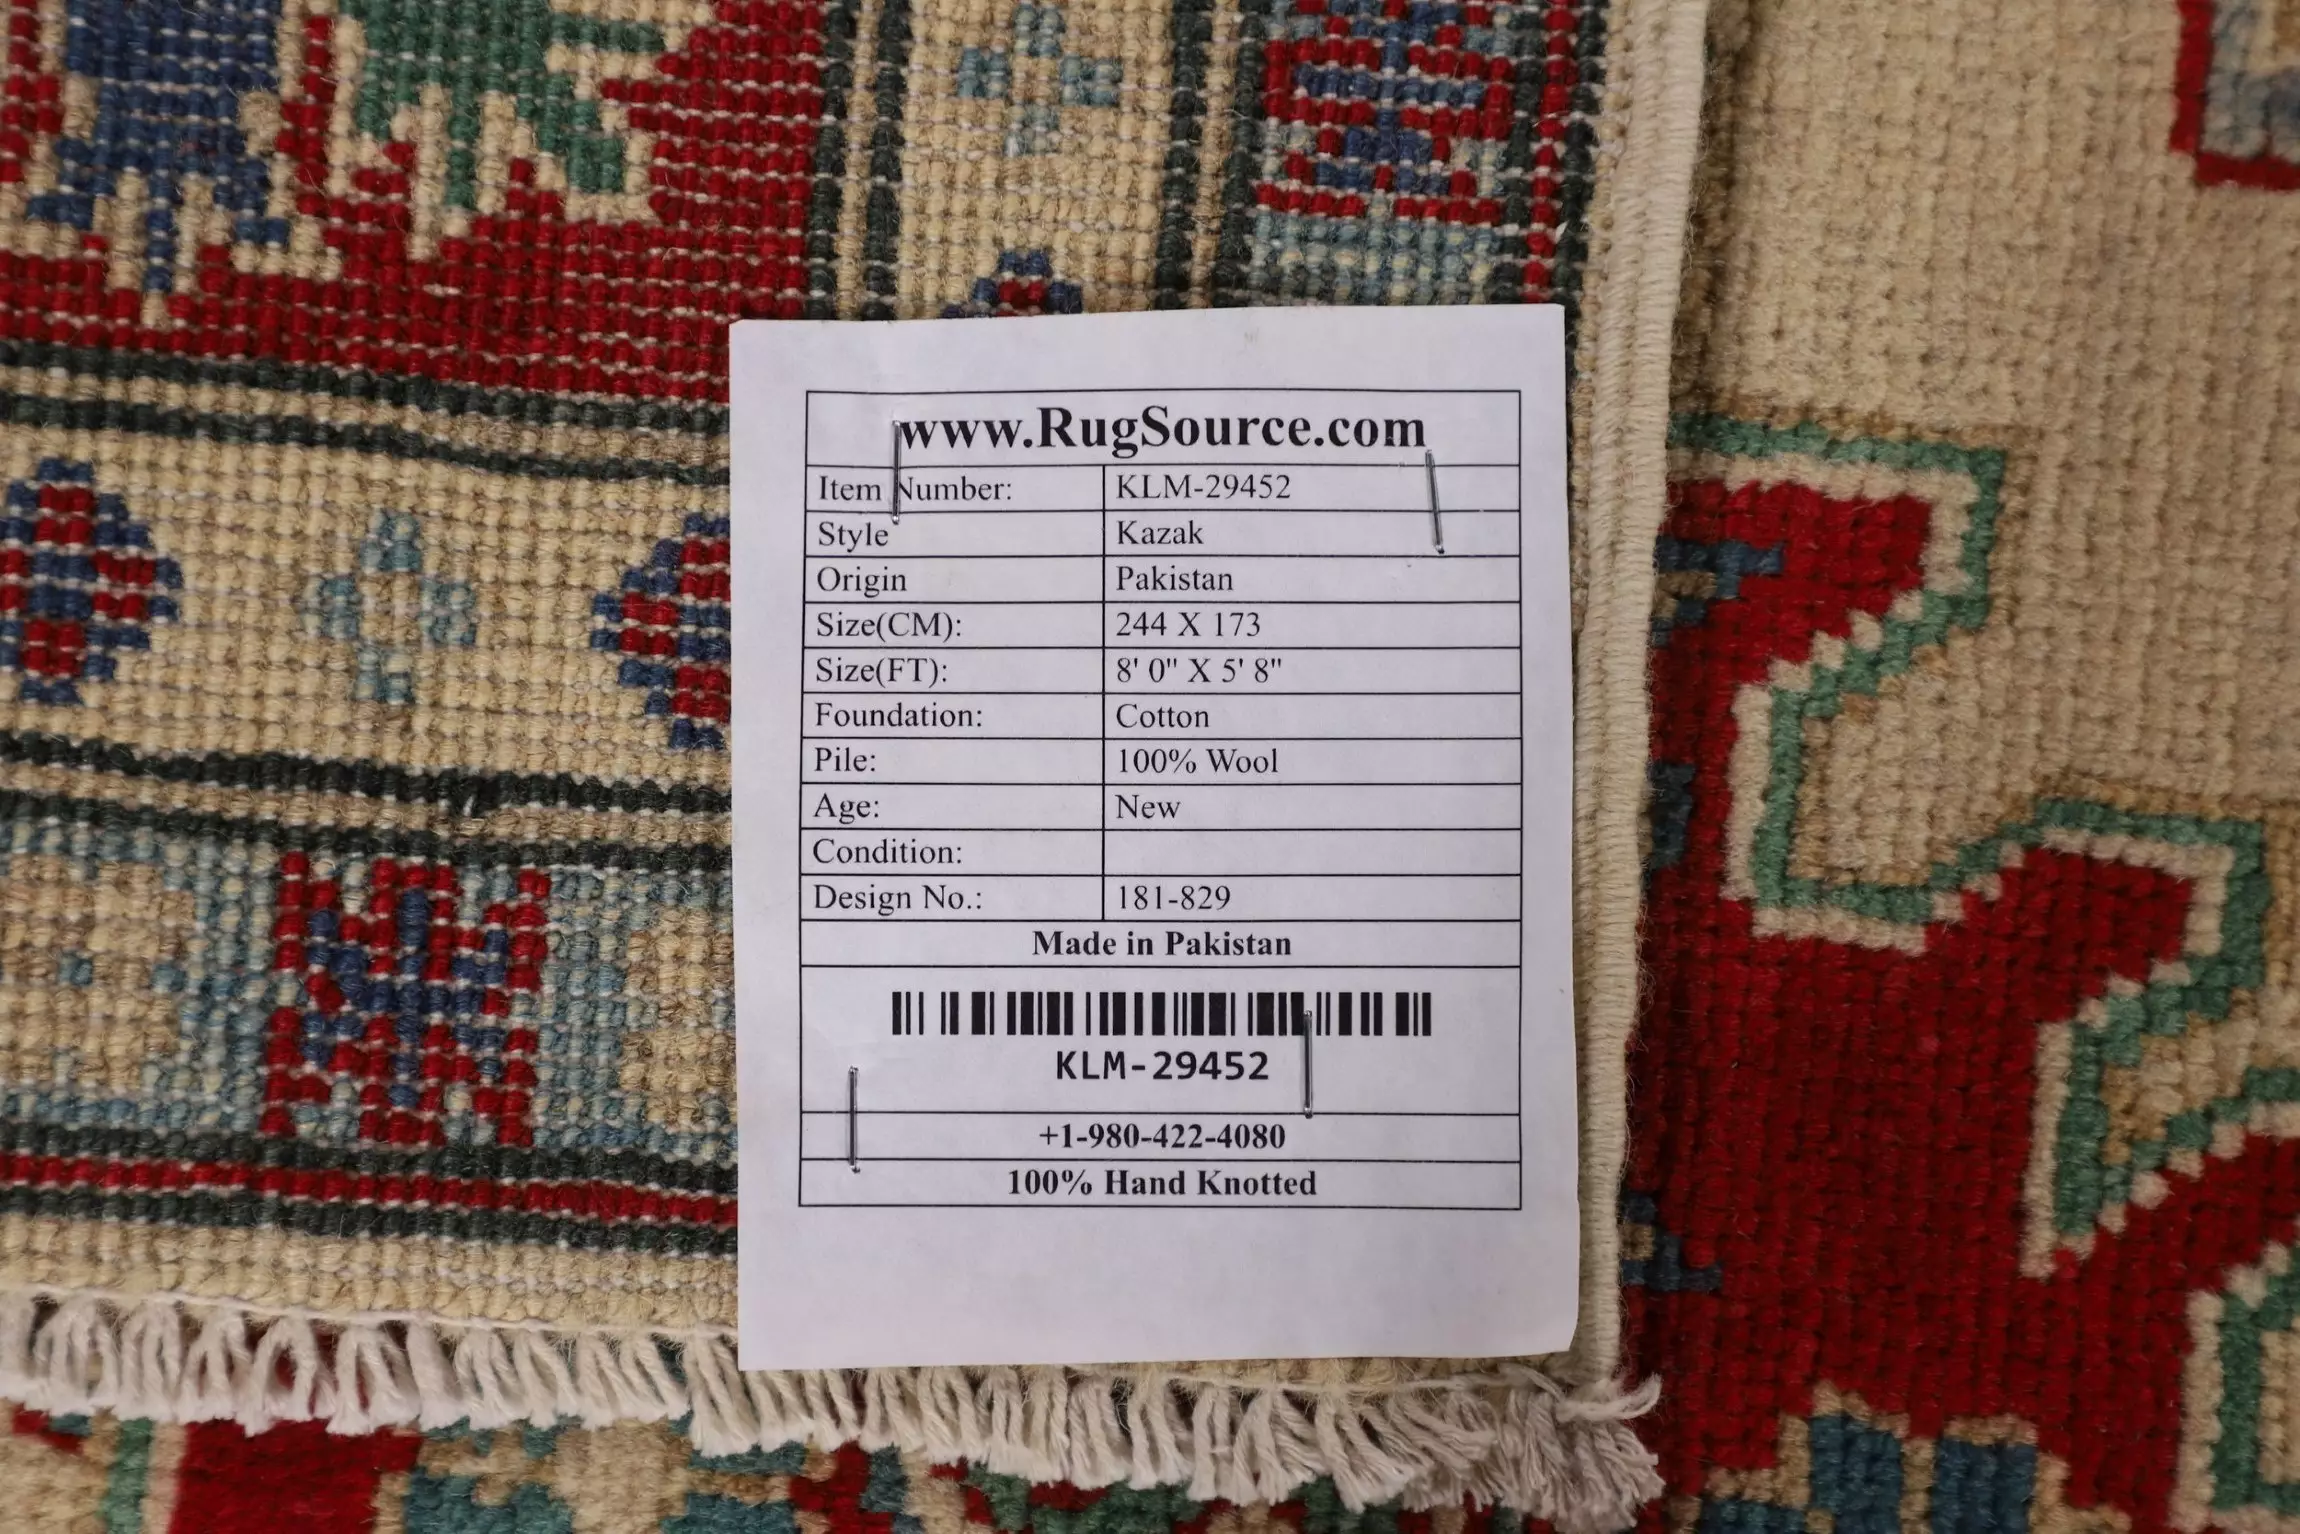 www.RugSource.com
Item Number: KLM-29452
Style Kazak
Origin Pakistan
Size(CM): 244 X 173
Size(FT): 8' 0" X 5' 8"
Foundation: Cotton
Pile: 100% Wool
Age: New
Condition:
Design No.: 181-829
Made in Pakistan
KLM-29452
+1-980-422-4080
100% Hand Knotted